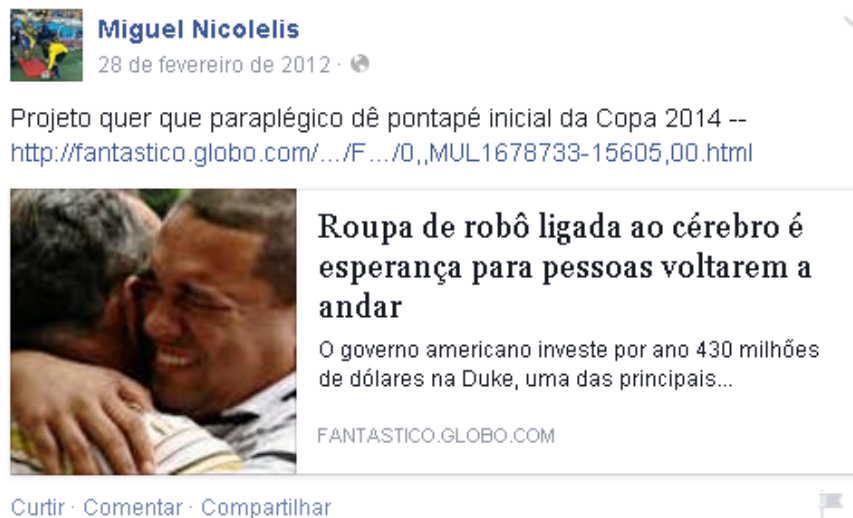 Miguel Nicolelis
28 de fevereiro de 2012 ·
Projeto quer que paraplégico dê pontapé inicial da Copa 2014 --
http://fantastico.globo.com/.../F.../0,,MUL1678733-15605,00.html
Roupa de robô ligada ao cérebro é
esperança para pessoas voltarem a
andar
O governo americano investe por ano 430 milhões
de dólares na Duke, uma das principais...
FANTASTICO.GLOBO.COM
Curtir · Comentar · Compartilhar